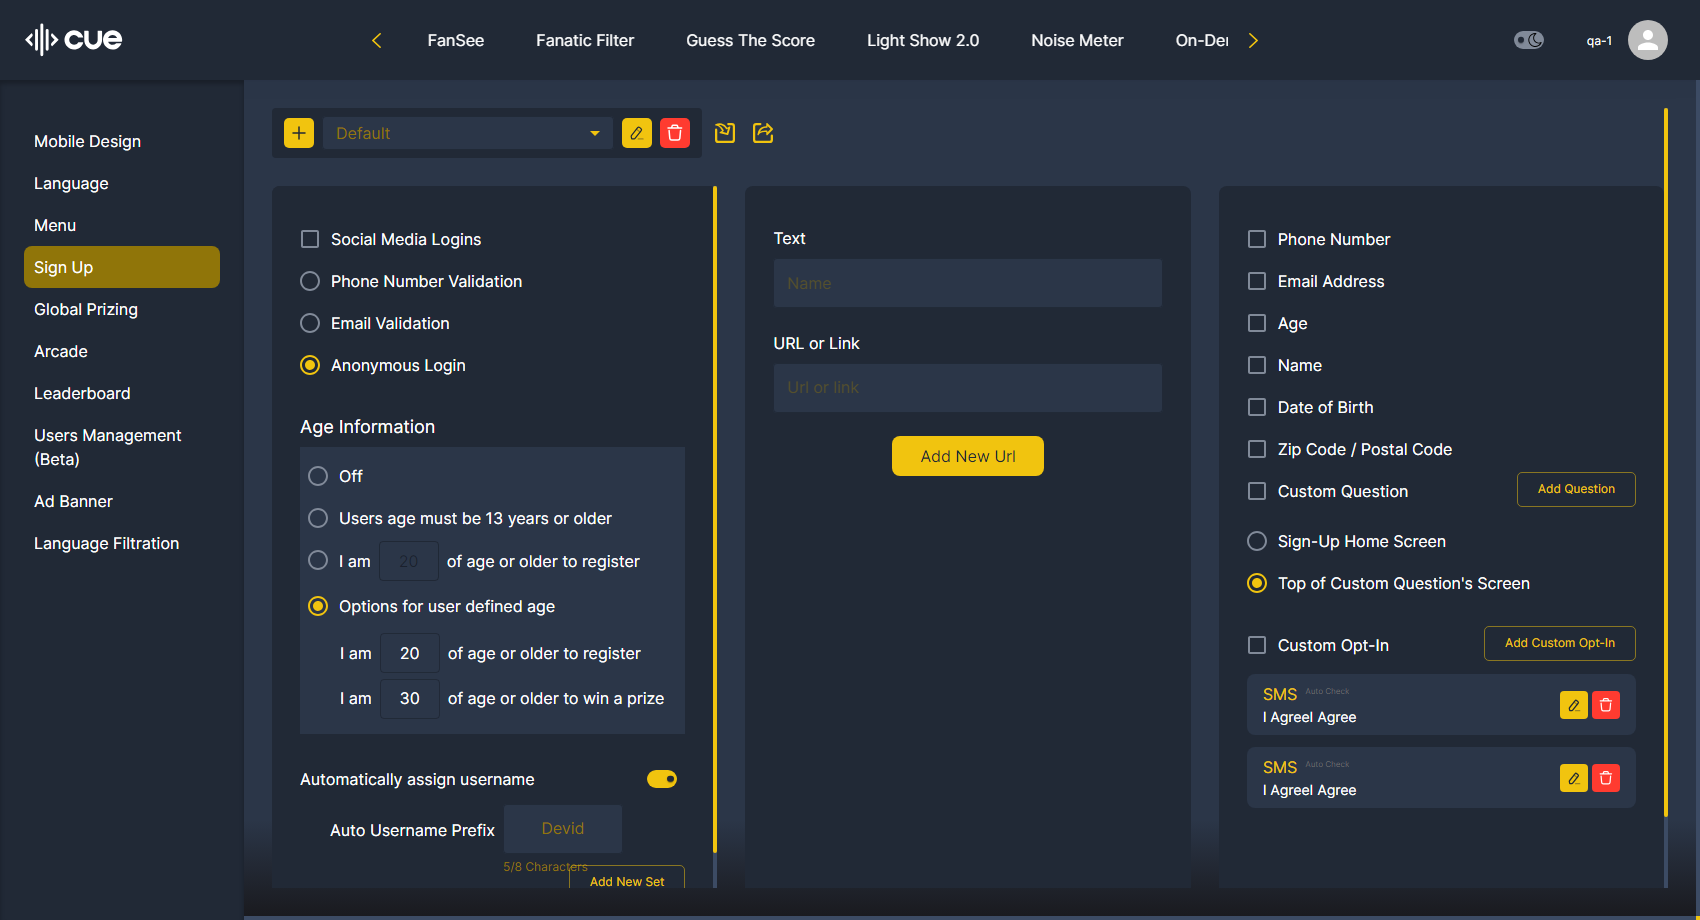 cue
FanSee
Fanatic Filter
Guess The Score
Light Show 2.0
Noise Meter
On-Der
qa-1
Mobile Design
Language
Menu
Sign Up
Global Prizing
Arcade
Leaderboard
Users Management
(Beta)
Ad Banner
Language Filtration
Default
Social Media Logins
Phone Number Validation
Email Validation
Anonymous Login
Age Information
Off
Users age must be 13 years or older
I am 20 of age or older to register
Options for user defined age
I am 20 of age or older to register
I am 30 of age or older to win a prize
Automatically assign username
Auto Username Prefix Devid
5/8 Characters
Add New Set
Text
Name
URL or Link
Url or link
Add New Url
Phone Number
Email Address
Age
Name
Date of Birth
Zip Code / Postal Code
Custom Question Add Question
Sign-Up Home Screen
Top of Custom Question's Screen
Custom Opt-In Add Custom Opt-In
SMS Auto Check
I AgreeI Agree
SMS Auto Check
I AgreeI Agree